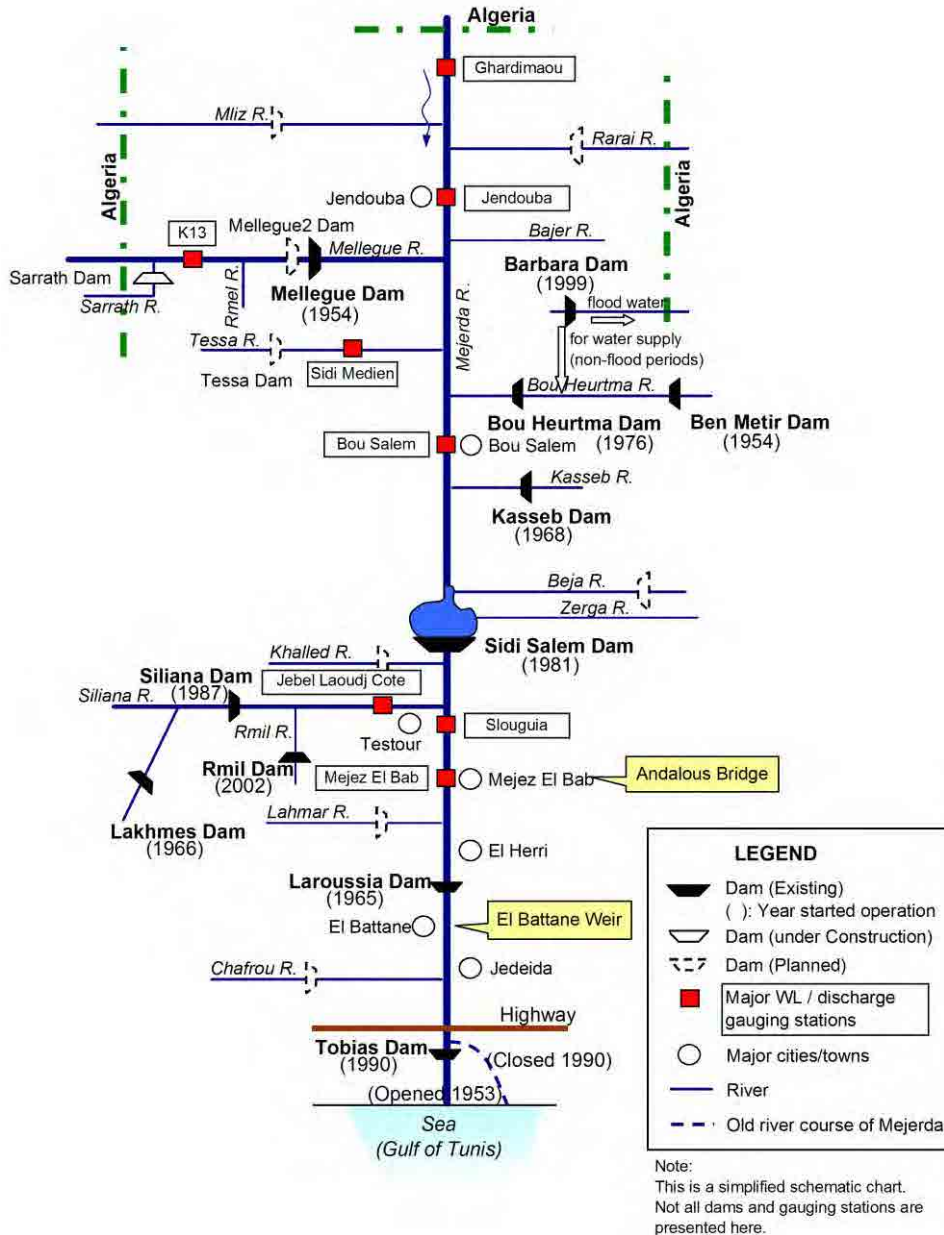 Algeria
Ghardimaou
Mliz R.
Rarai R.
Algeria
Algeria
Jendouba
Jendouba
K13
Mellegue2 Dam
Mellegue R.
Bajer R.
Sarrath Dam
Sarrath R.
Rmel R.
Mellegue Dam
(1954)
Barbara Dam
(1999)
flood water
for water supply
(non-flood periods)
Mejerda R.
Tessa R.
Tessa Dam
Sidi Medien
Bou Heurtma R.
Bou Heurtma Dam
(1976)
Ben Metir Dam
(1954)
Bou Salem
Bou Salem
Kasseb R.
Kasseb Dam
(1968)
Beja R.
Zerga R.
Sidi Salem Dam
(1981)
Khalled R.
Siliana Dam
(1987)
Jebel Laoudj Cote
Siliana R.
Rmil R.
Testour
Slouguia
Rmil Dam
(2002)
Mejez El Bab
Mejez El Bab
Andalous Bridge
Lakhmes Dam
(1966)
Lahmar R.
El Herri
Laroussia Dam
(1965)
El Battane
El Battane Weir
Chafrou R.
Jedeida
Highway
Tobias Dam
(1990)
(Closed 1990)
(Opened 1953)
Sea
(Gulf of Tunis)
LEGEND
Dam (Existing)
( ): Year started operation
Dam (under Construction)
Dam (Planned)
Major WL / discharge
gauging stations
Major cities/towns
River
Old river course of Mejerda
Note:
This is a simplified schematic chart.
Not all dams and gauging stations are
presented here.